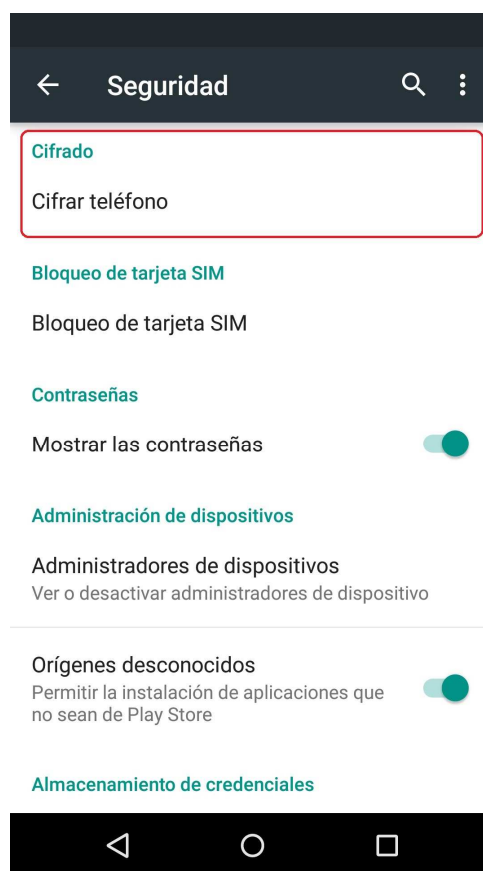 Seguridad
Cifrado
Cifrar teléfono
Bloqueo de tarjeta SIM
Bloqueo de tarjeta SIM
Contraseñas
Mostrar las contraseñas
Administración de dispositivos
Administradores de dispositivos
Ver o desactivar administradores de dispositivo
Orígenes desconocidos
Permitir la instalación de aplicaciones que
no sean de Play Store
Almacenamiento de credenciales